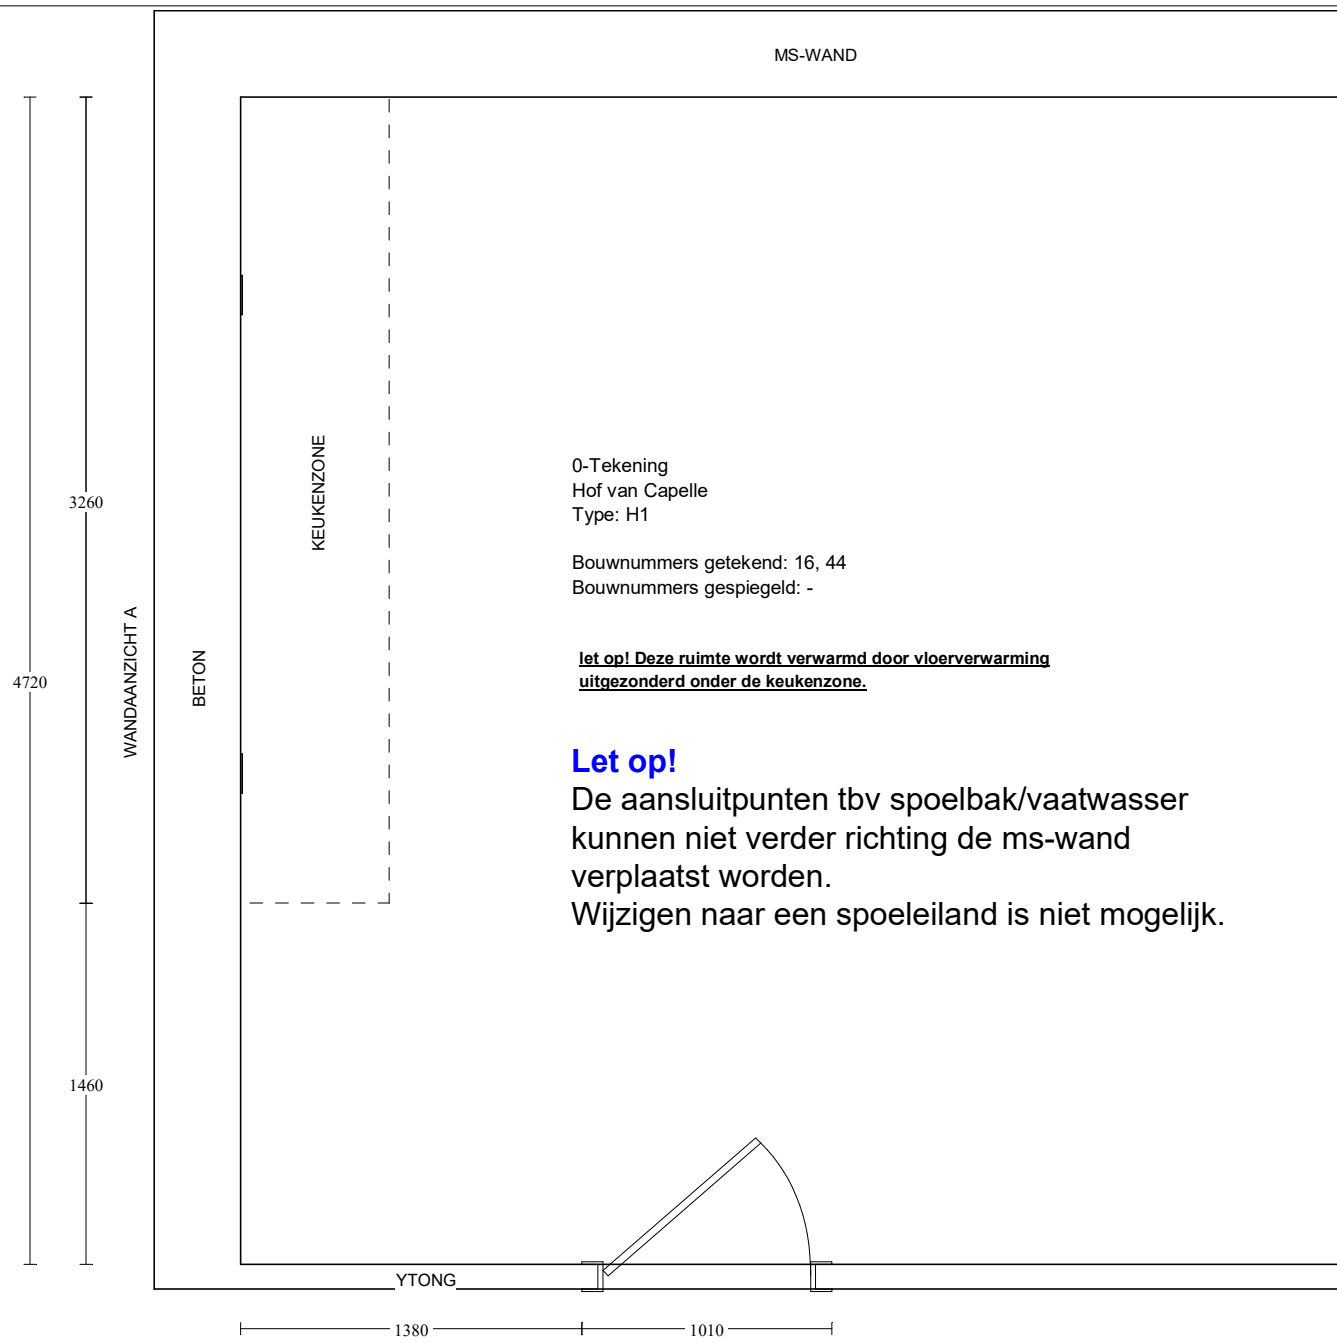 MS-WAND
3260
4720
1460
WANDAANZICHT A
BETON
KEUKENZONE
0-Tekening
Hof van Capelle
Type: H1
Bouwnummers getekend: 16, 44
Bouwnummers gespiegeld: -
let op! Deze ruimte wordt verwarmd door vloerverwarming
uitgezonderd onder de keukenzone.
Let op!
De aansluitpunten tbv spoelbak/vaatwasser
kunnen niet verder richting de ms-wand
verplaatst worden.
Wijzigen naar een spoeleiland is niet mogelijk.
YTONG
1380
1010